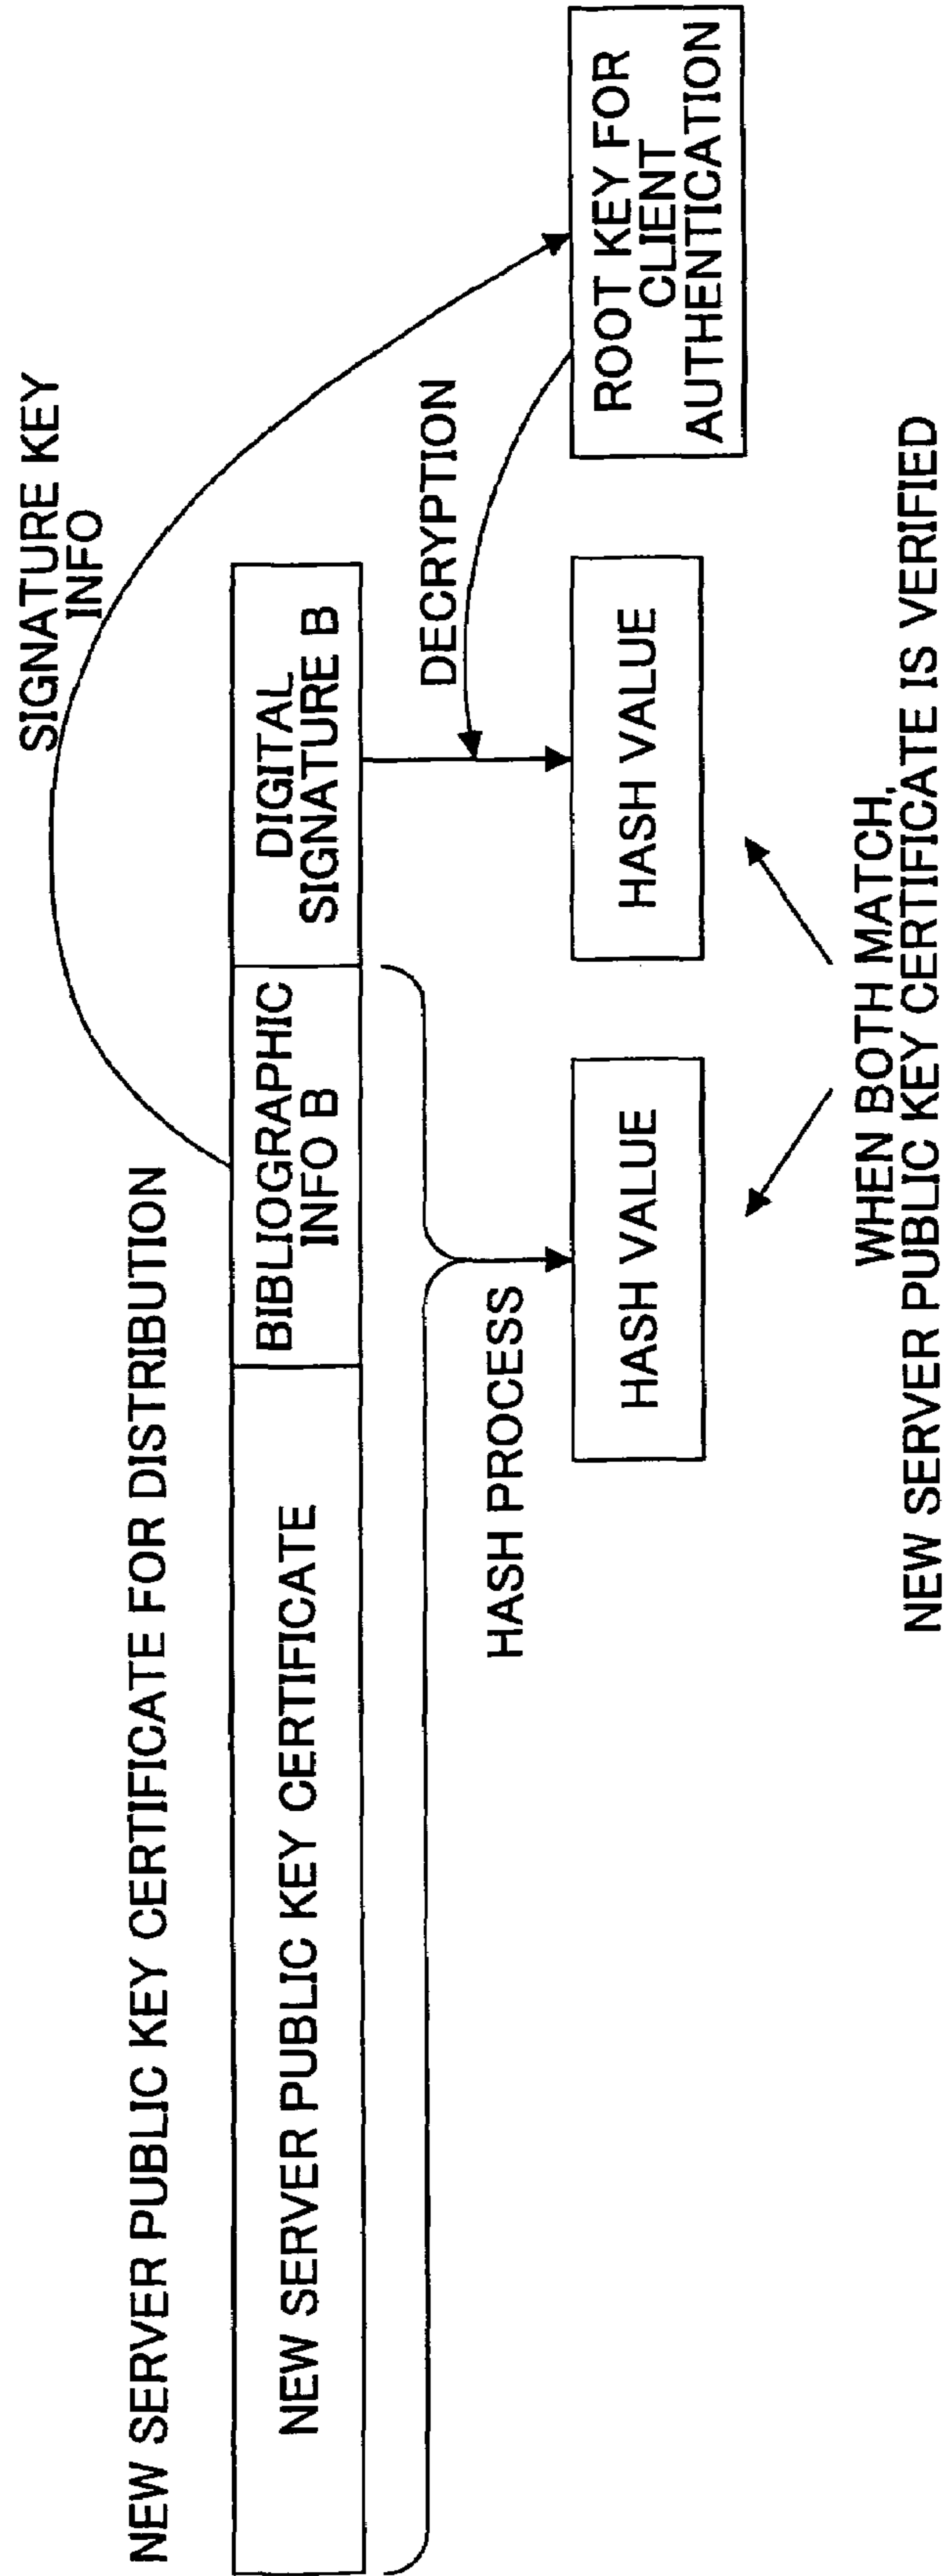 NEW SERVER PUBLIC KEY CERTIFICATE FOR DISTRIBUTION
SIGNATURE KEY
INFO
NEW SERVER PUBLIC KEY CERTIFICATE
BIBLIOGRAPHIC
INFO B
DIGITAL
SIGNATURE B
HASH PROCESS
DECRYPTION
HASH VALUE
HASH VALUE
ROOT KEY FOR
CLIENT
AUTHENTICATION
WHEN BOTH MATCH,
NEW SERVER PUBLIC KEY CERTIFICATE IS VERIFIED